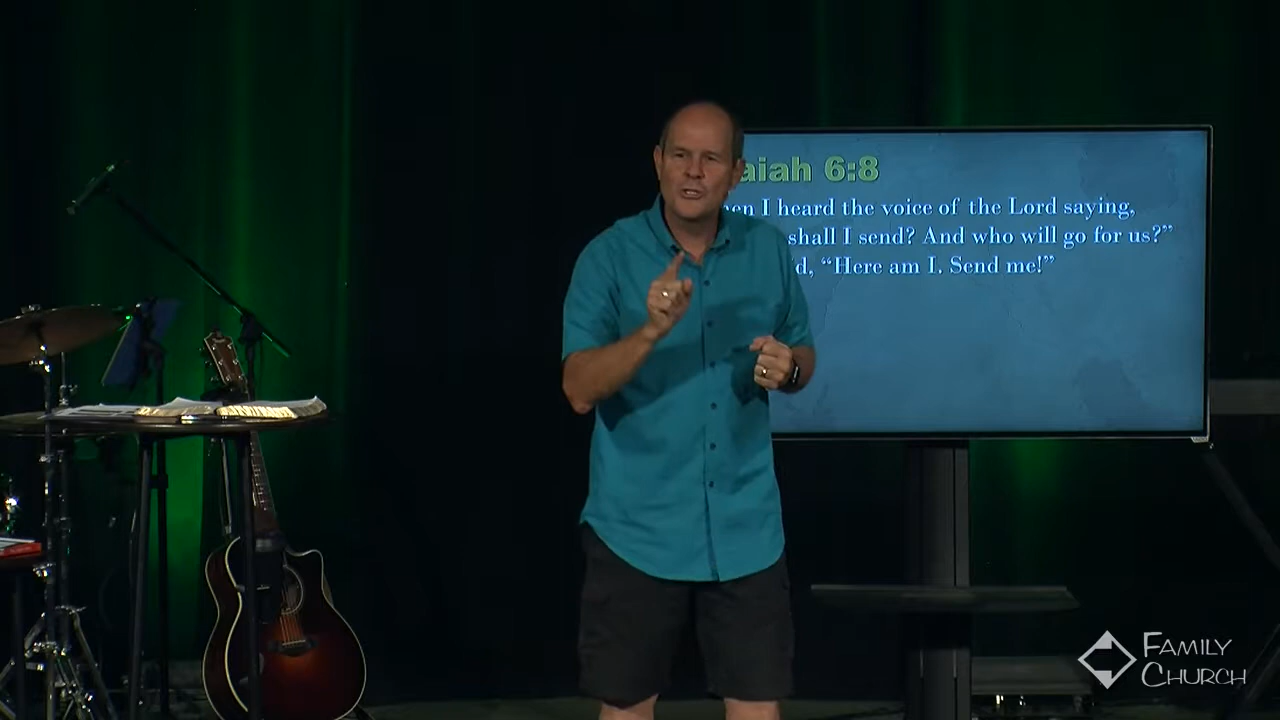 aiah 6:8
en I heard the voice of the Lord saying,
shall I send? And who will go for us?”
d, “Here am I. Send me!”
FAMILY
CHURCH